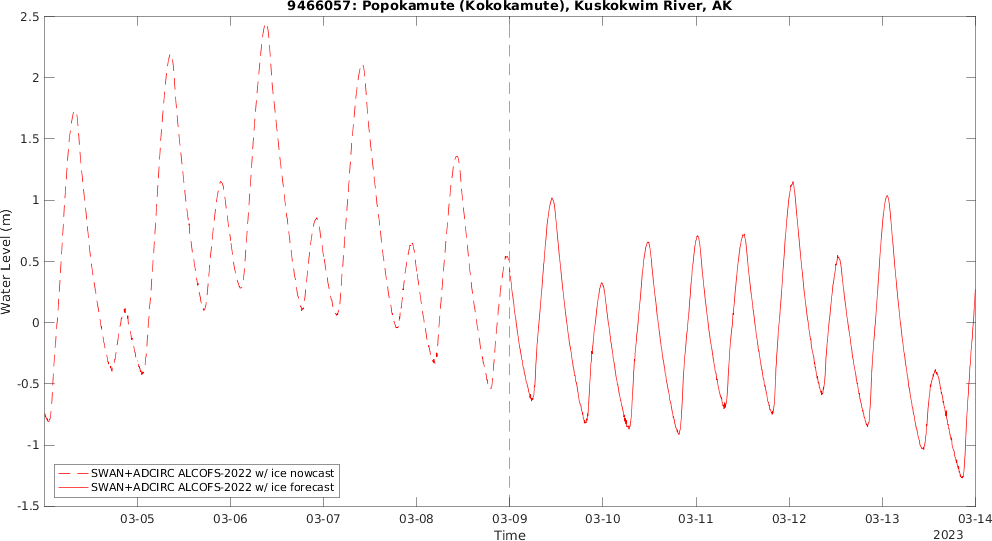 9466057: Popokamute (Kokokamute), Kuskokwim River, AK
2.5
2
1.5
1
0.5
0
-0.5
-1
-1.5
Water Level (m)
SWAN+ADCIRC ALCOFS-2022 w/ ice nowcast
SWAN+ADCIRC ALCOFS-2022 w/ ice forecast
03-05 03-06 03-07 03-08 03-09 03-10 03-11 03-12 03-13 03-14
Time
2023